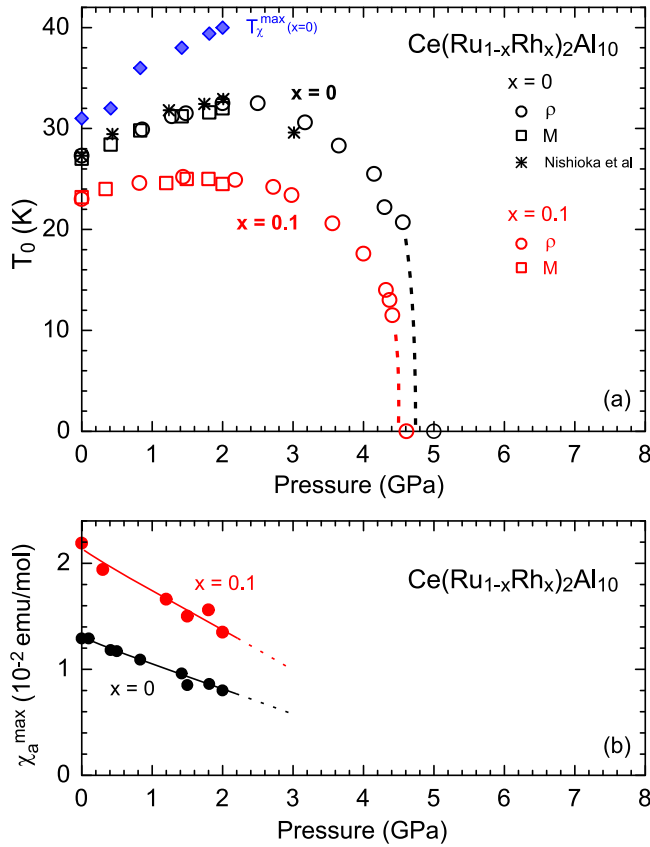 T_χ^max (x=0)
Ce(Ru1-xRhx)2Al10
x = 0
ρ
M
Nishioka et al
x = 0.1
ρ
M
x = 0
x = 0.1
40
30
20
10
0
T0 (K)
0 1 2 3 4 5 6 7 8
Pressure (GPa)
(a)
Ce(Ru1-xRhx)2Al10
x = 0.1
x = 0
2
1
0
χa^max (10^-2 emu/mol)
0 1 2 3 4 5 6 7 8
Pressure (GPa)
(b)